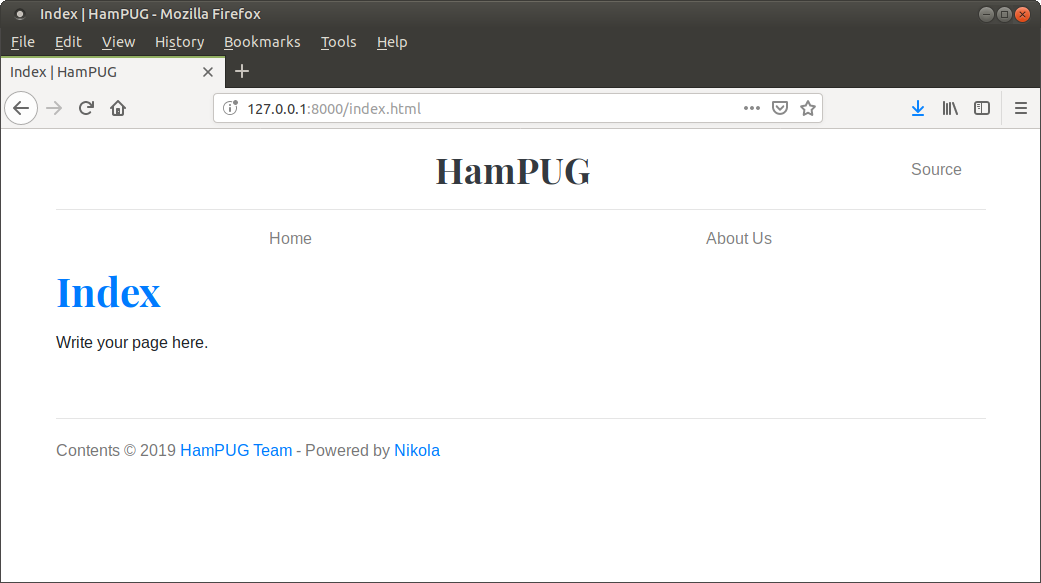 Index | HamPUG - Mozilla Firefox
File Edit View History Bookmarks Tools Help
Index | HamPUG
127.0.0.1:8000/index.html
HamPUG
Source
Home
About Us
Index
Write your page here.
Contents © 2019 HamPUG Team - Powered by Nikola